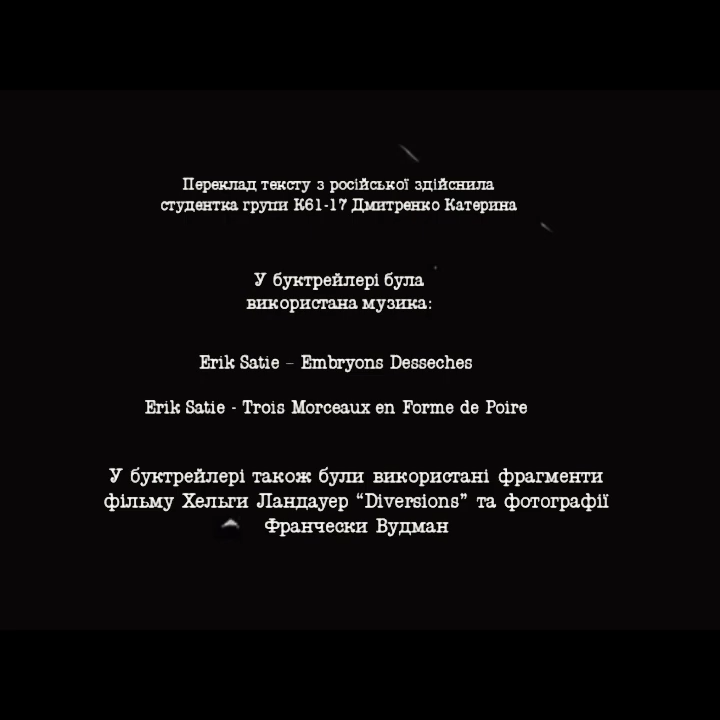 Переклад тексту з російської здійснила
студентка групи К61-17 Дмитренко Катерина
У буктрейлері була
використана музика:
Erik Satie – Embryons Desseches
Erik Satie - Trois Morceaux en Forme de Poire
У буктрейлері також були використані фрагменти
фільму Хельги Ландауер “Diversions” та фотографії
Франчески Вудман